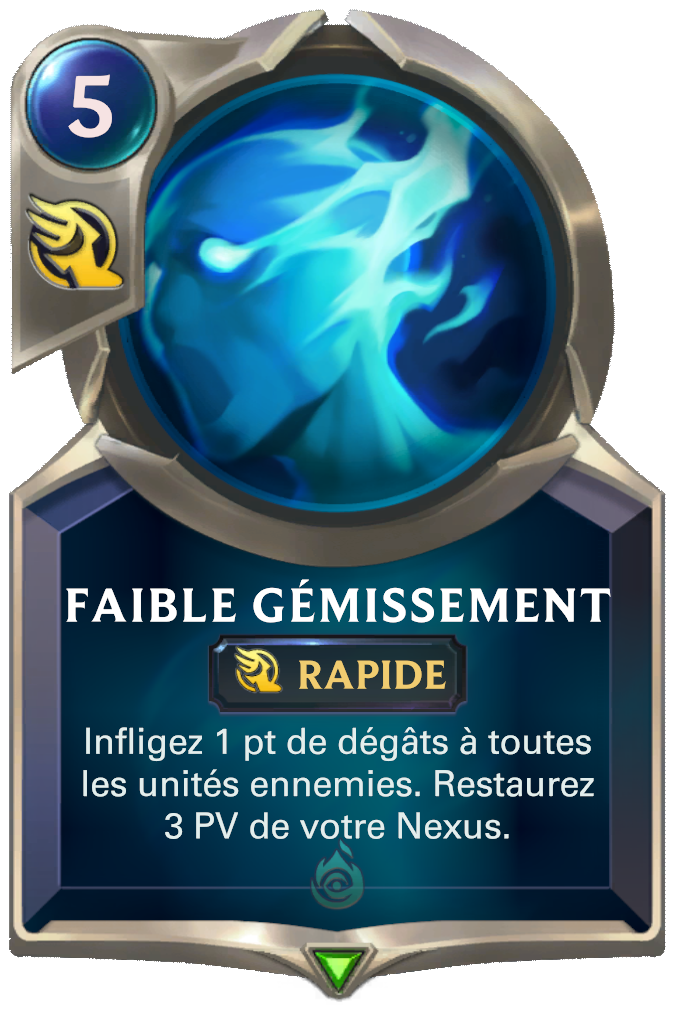 5
FAIBLE GÉMISSEMENT
RAPIDE
Infligez 1 pt de dégâts à toutes
les unités ennemies. Restaurez
3 PV de votre Nexus.